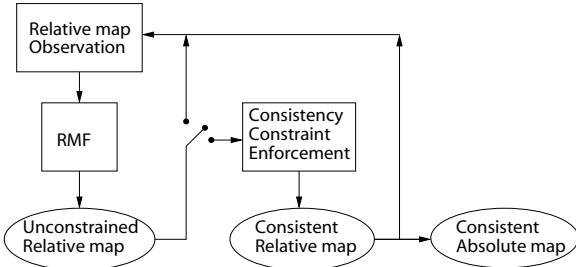 Relative map
Observation
RMF
Consistency
Constraint
Enforcement
Unconstrained
Relative map
Consistent
Relative map
Consistent
Absolute map